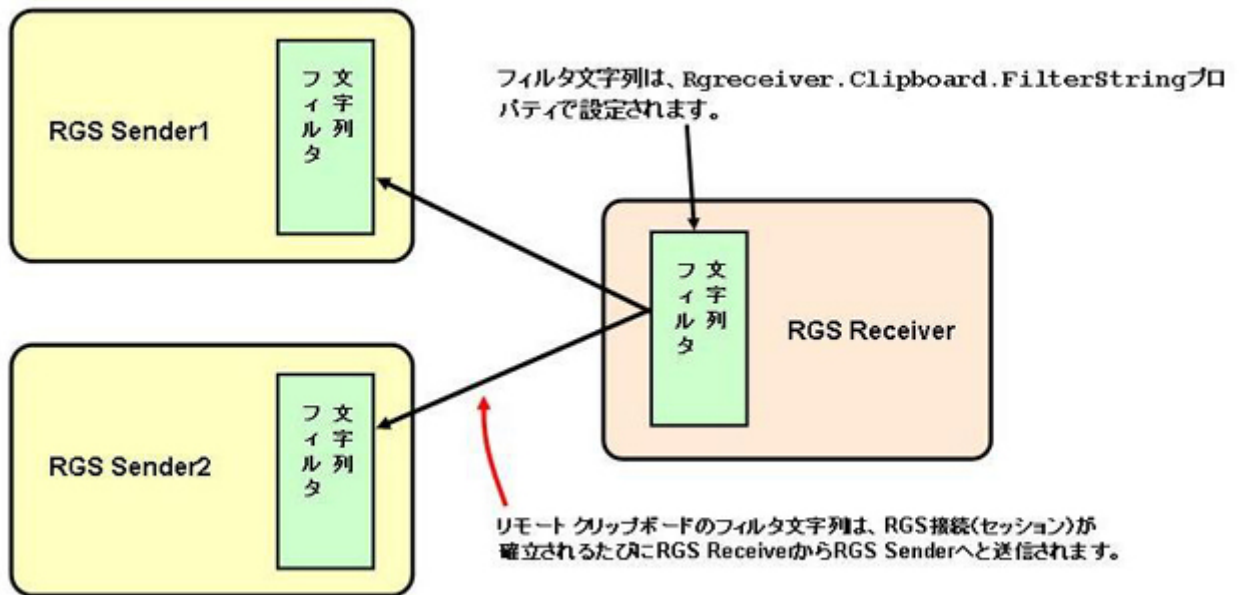 RGS Sender1
文字列
フィルタ
フィルタ文字列は、Rgreceiver.Clipboard.FilterStringプロ
パティで設定されます。
文字列
フィルタ
RGS Receiver
RGS Sender2
文字列
フィルタ
リモート クリップボードのフィルタ文字列は、RGS接続(セッション)が
確立されるたびにRGS ReceiverからRGS Senderへと送信されます。